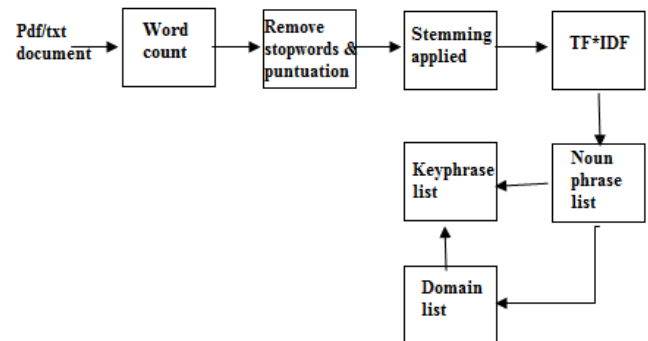 Pdf/txt
document
Word
count
Remove
stopwords &
puntuation
Stemming
applied
TF*IDF
Noun
phrase
list
Keyphrase
list
Domain
list